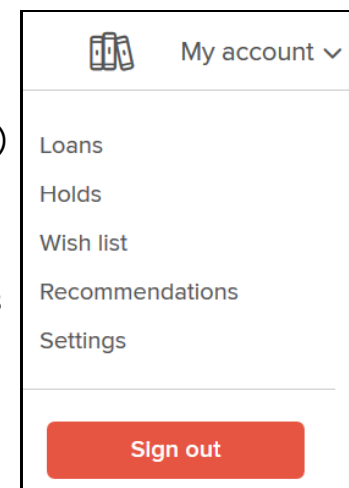 )
My account
Loans
Holds
Wish list
Recommendations
s
Settings
Sign out